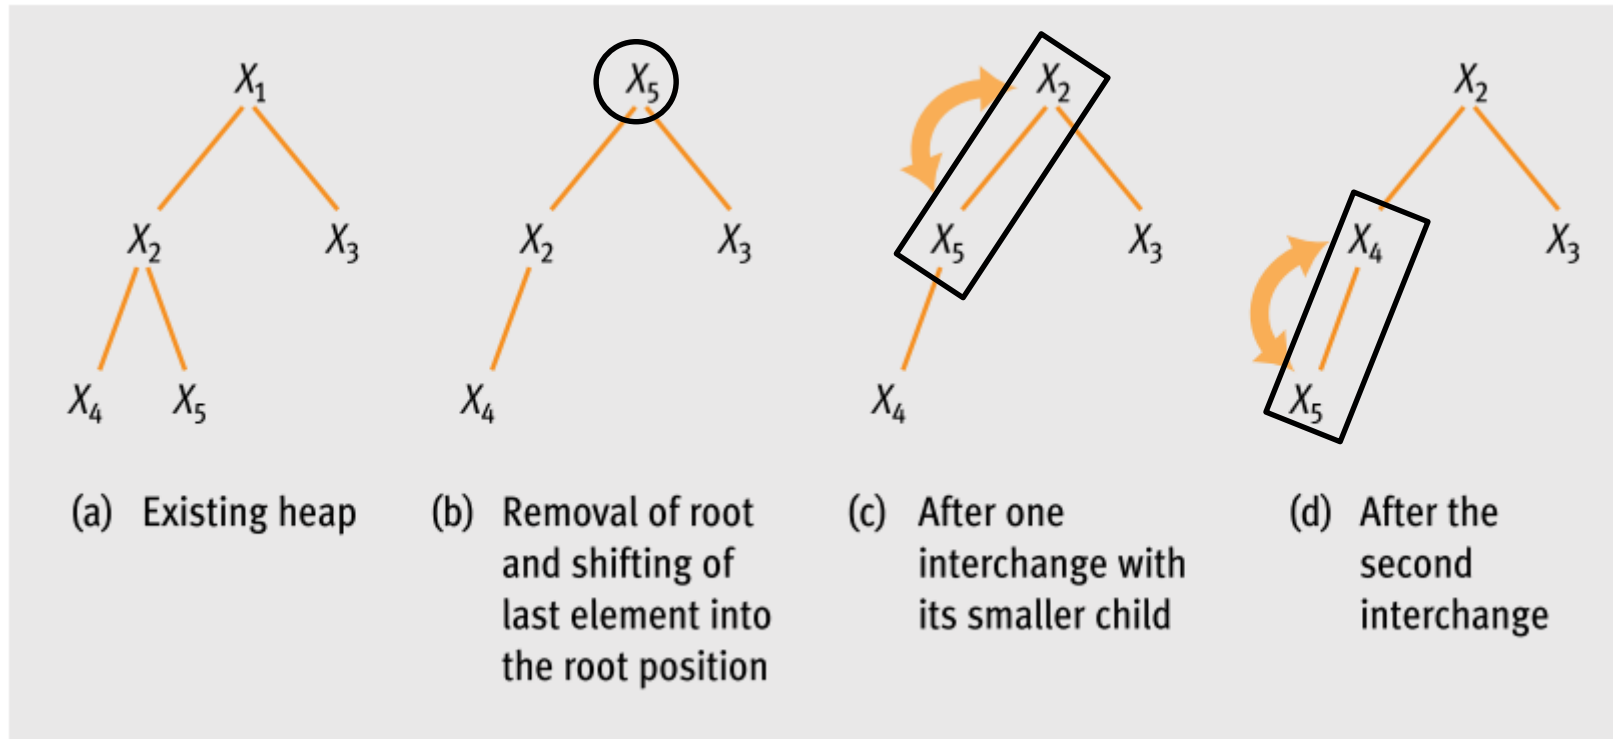 X₁
X₂ X₃
X₄ X₅
(a) Existing heap
X₅
X₂ X₃
X₄
(b) Removal of root
and shifting of
last element into
the root position
X₂
X₅ X₃
X₄
(c) After one
interchange with
its smaller child
X₂
X₄ X₃
X₅
(d) After the
second
interchange